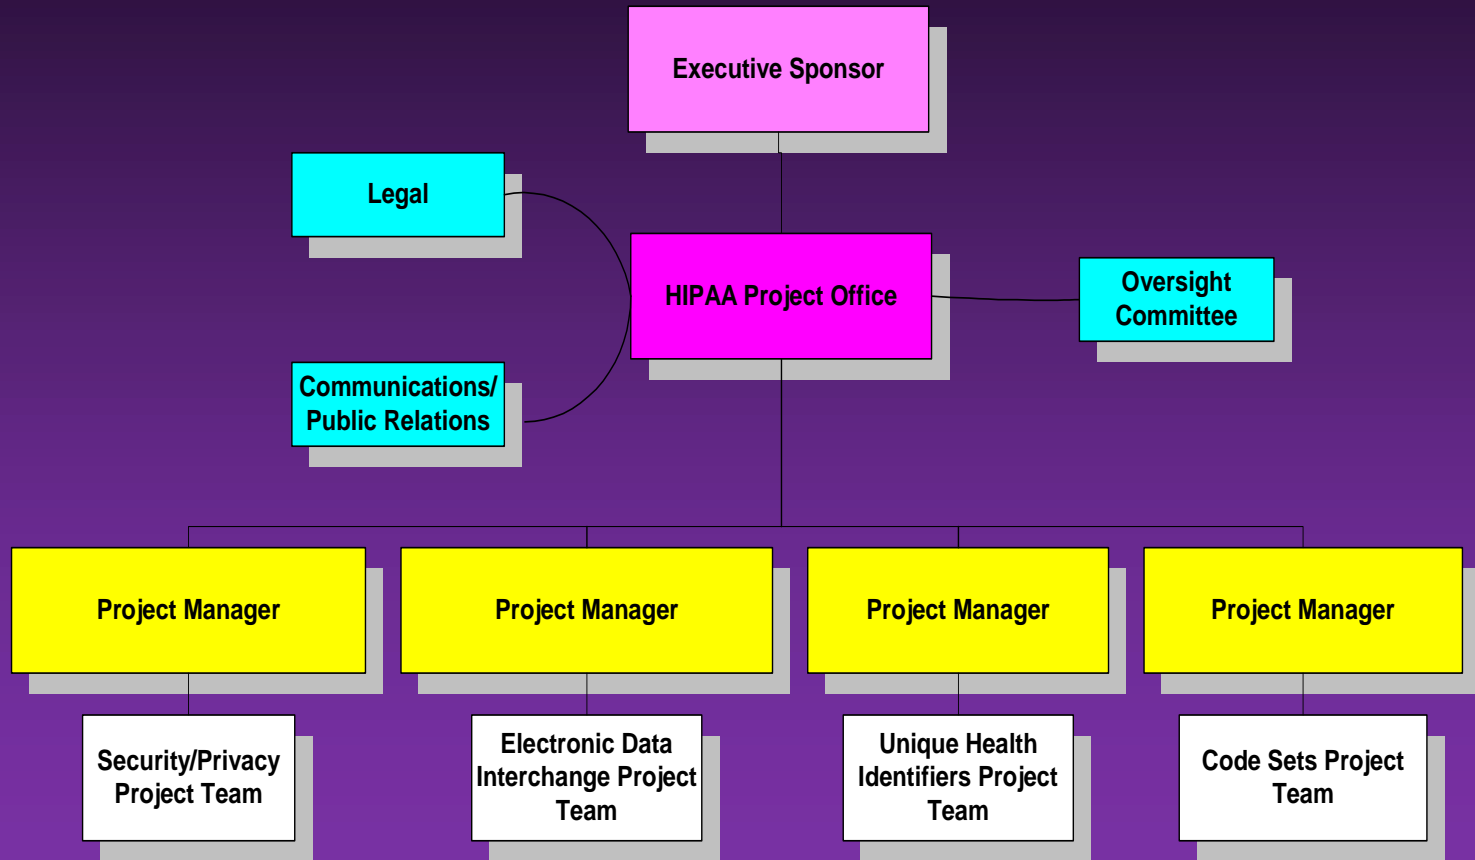 Executive Sponsor
Legal
HIPAA Project Office
Oversight
Committee
Communications/
Public Relations
Project Manager
Project Manager
Project Manager
Project Manager
Security/Privacy
Project Team
Electronic Data
Interchange Project
Team
Unique Health
Identifiers Project
Team
Code Sets Project
Team